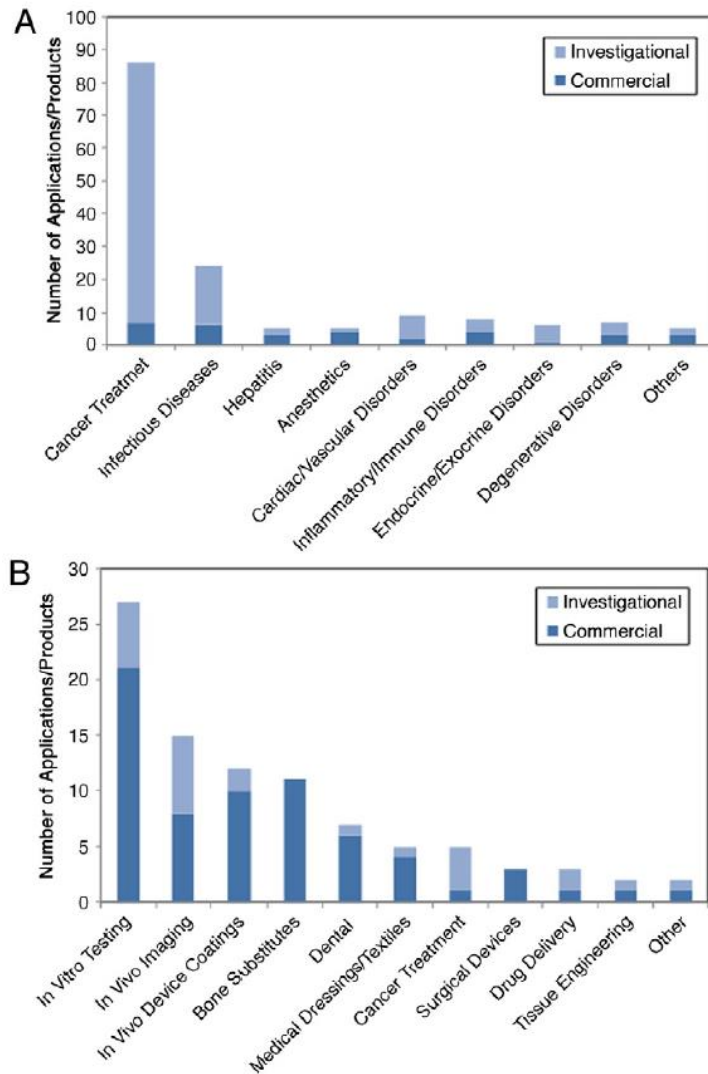 A
Number of Applications/Products
100
90
80
70
60
50
40
30
20
10
0
Investigational
Commercial
Cancer Treatmet
Infectious Diseases
Hepatitis
Anesthetics
Cardiac/Vascular Disorders
Inflammatory/Immune Disorders
Endocrine/Exocrine Disorders
Degenerative Disorders
Others
B
Number of Applications/Products
30
25
20
15
10
5
0
Investigational
Commercial
In Vitro Testing
In Vivo Imaging
In Vivo Device Coatings
Bone Substitutes
Dental
Medical Dressings/Textiles
Cancer Treatment
Surgical Devices
Drug Delivery
Tissue Engineering
Other